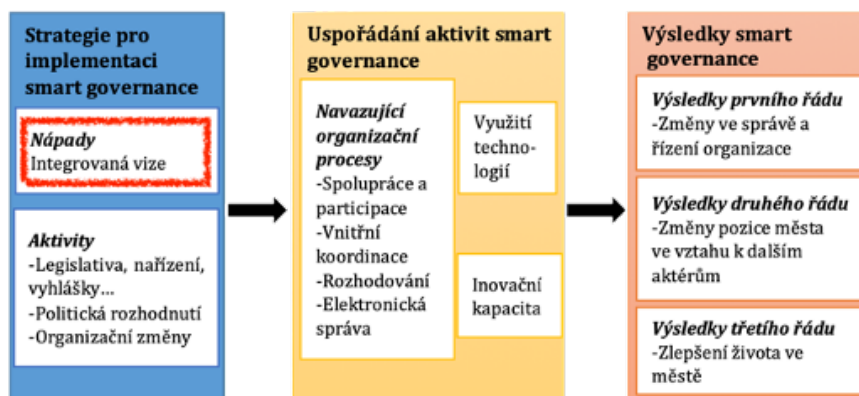 Strategie pro
implementaci
smart governance
Nápady
Integrovaná vize
Aktivity
-Legislativa, nařízení,
vyhlášky...
-Politická rozhodnutí
-Organizační změny
Uspořádání aktivit smart
governance
Navazující
organizační
procesy
-Spolupráce a
participace
-Vnitřní
koordinace
-Rozhodování
-Elektronická
správa
Využití
techno-
logií
Inovační
kapacita
Výsledky smart
governance
Výsledky prvního řádu
-Změny ve správě a
řízení organizace
Výsledky druhého řádu
-Změny pozice města
ve vztahu k dalším
aktérům
Výsledky třetího řádu
-Zlepšení života ve
městě